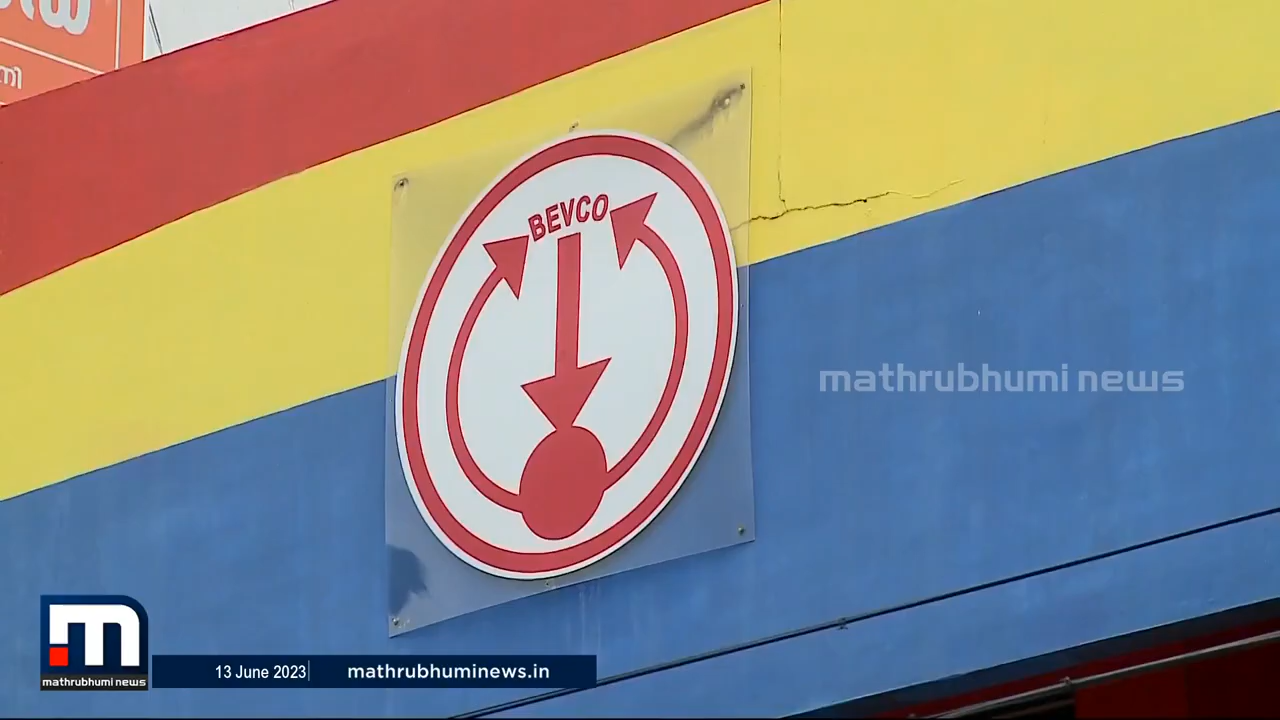 നി
BEVCO
mathrubhumi news
mathrubhumi news
13 June 2023
mathrubhuminews.in